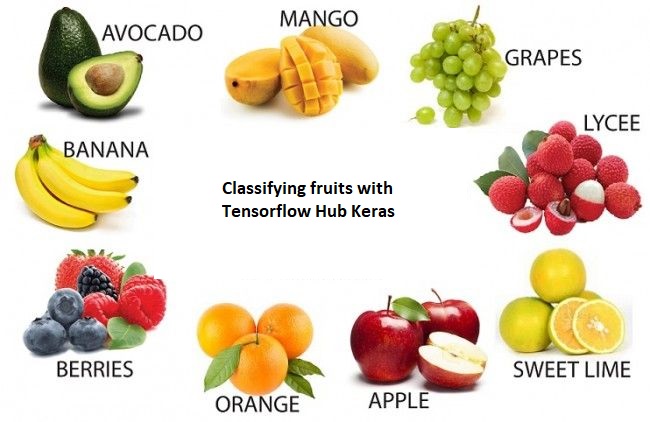 AVOCADO
MANGO
GRAPES
LYCEE
BANANA
Classifying fruits with
Tensorflow Hub Keras
BERRIES
ORANGE
APPLE
SWEET LIME